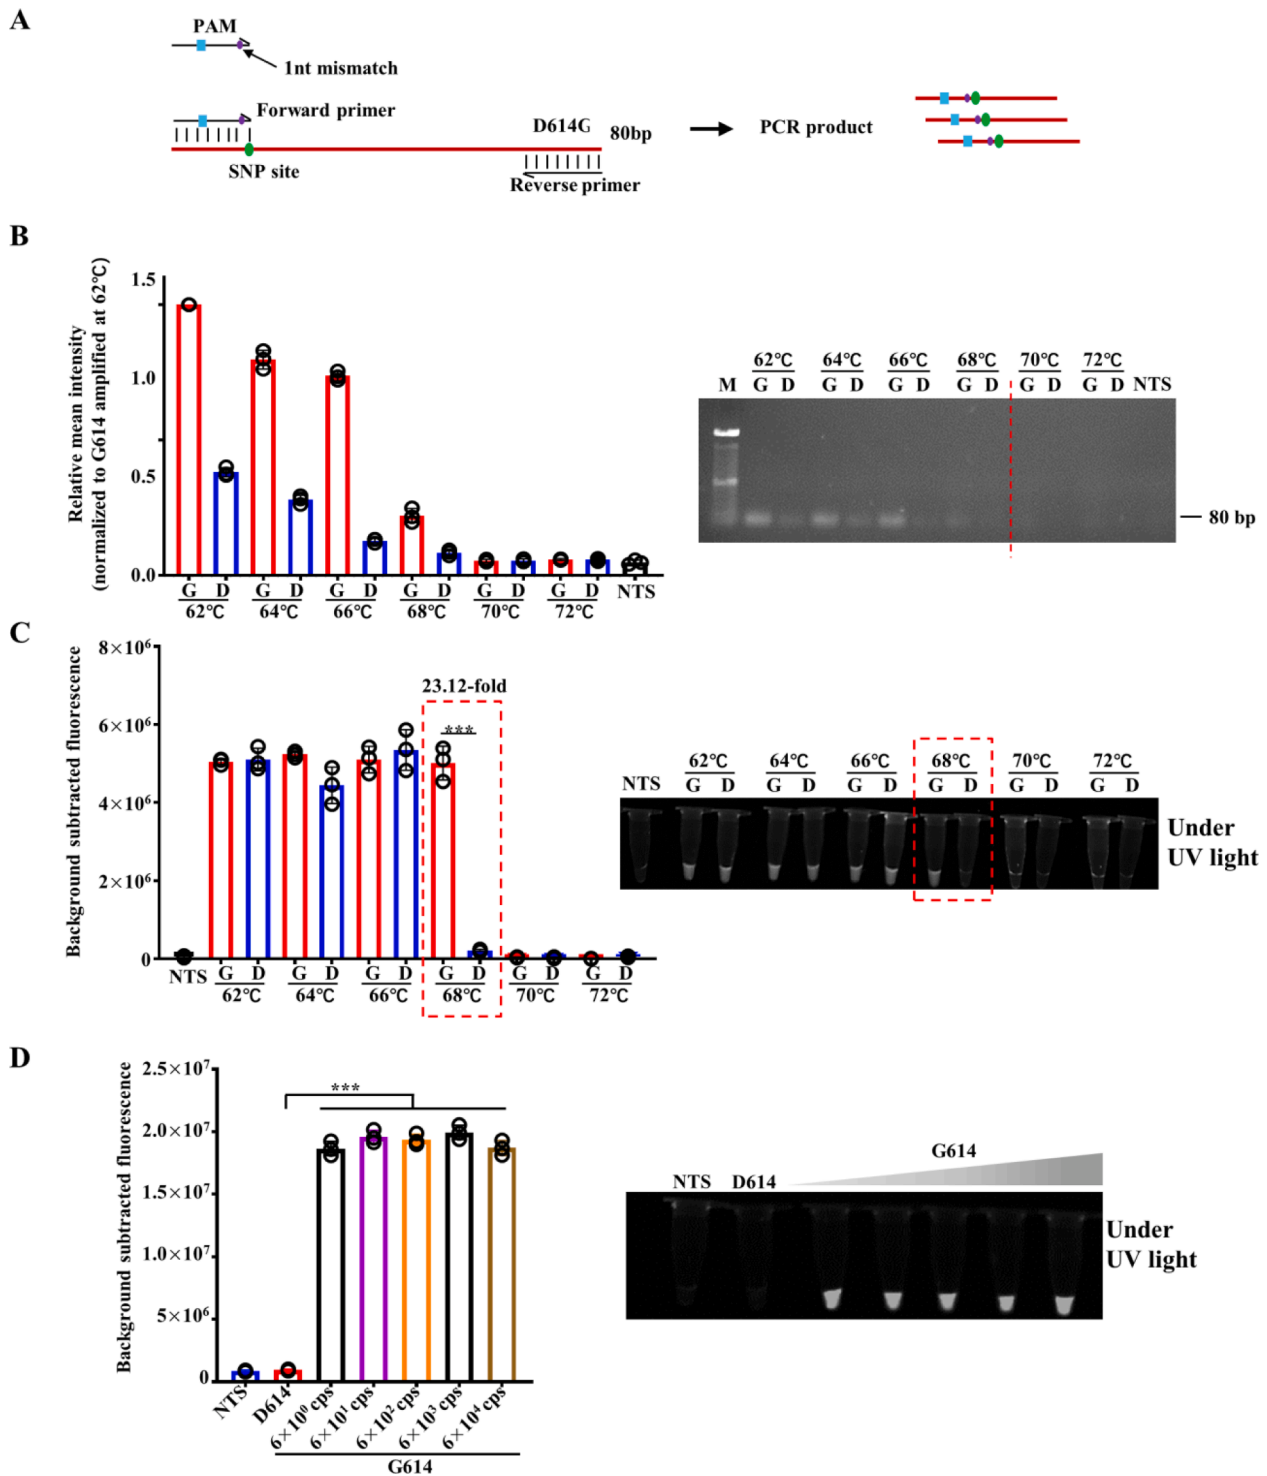 A
PAM
1nt mismatch
Forward primer
D614G
80bp
PCR product
SNP site
Reverse primer
B
Relative mean intensity
(normalized to G614 amplified at 62℃)
1.5
1.0
0.5
0.0
G D G D G D G D G D G D NTS
62℃ 64℃ 66℃ 68℃ 70℃ 72℃
62℃ 64℃ 66℃ 68℃ 70℃ 72℃
M G D G D G D G D G D G D NTS
80 bp
C
Background subtracted fluorescence
8×10⁶
6×10⁶
4×10⁶
2×10⁶
0
23.12-fold
***
NTS G D G D G D G D G D G D
62℃ 64℃ 66℃ 68℃ 70℃ 72℃
62℃ 64℃ 66℃ 68℃ 70℃ 72℃
NTS G D G D G D G D G D G D
Under
UV light
D
Background subtracted fluorescence
2.5×10⁷
2.0×10⁷
1.5×10⁷
1.0×10⁷
5×10⁶
0
***
NTS D614 6×10⁰ cps 6×10¹ cps 6×10² cps 6×10³ cps 6×10⁴ cps
G614
G614
NTS D614
Under
UV light